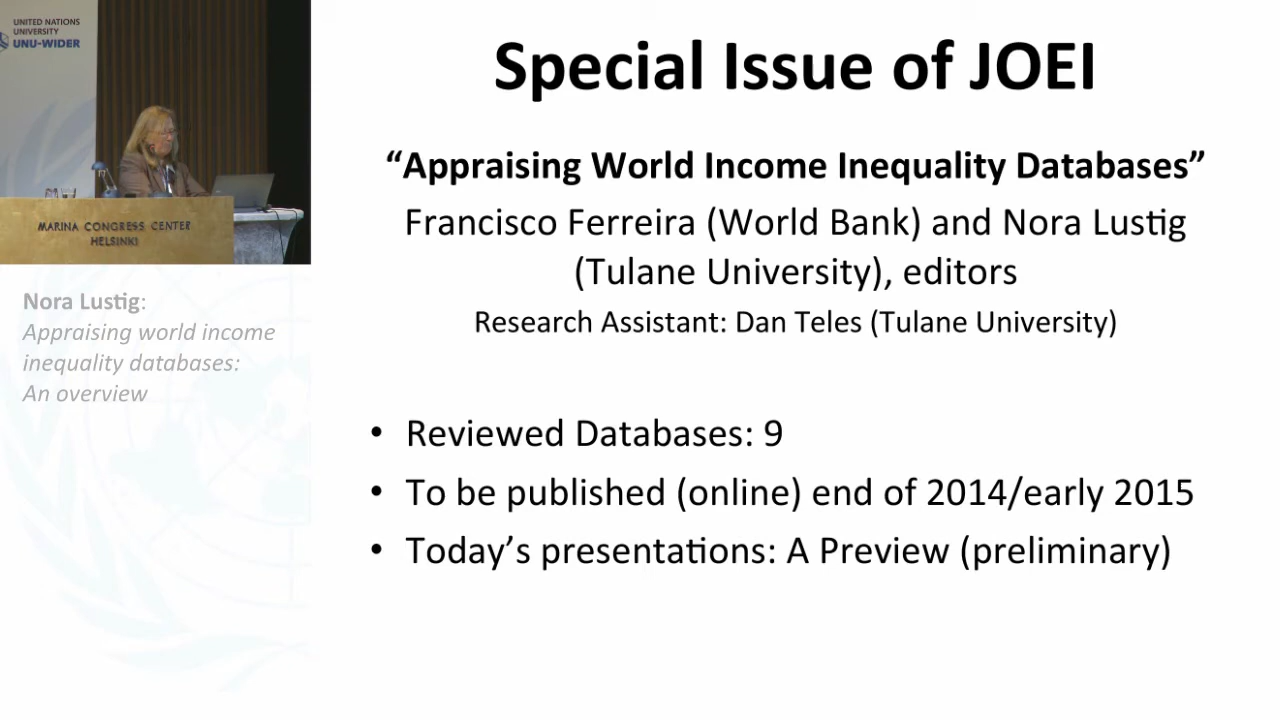 UNITED NATIONS
UNIVERSITY
UNU-WIDER
MARINA CONGRESS CENTER
HELSINKI
Nora Lustig:
Appraising world income
inequality databases:
An overview
Special Issue of JOEI
“Appraising World Income Inequality Databases”
Francisco Ferreira (World Bank) and Nora Lustig
(Tulane University), editors
Research Assistant: Dan Teles (Tulane University)
• Reviewed Databases: 9
• To be published (online) end of 2014/early 2015
• Today’s presentations: A Preview (preliminary)